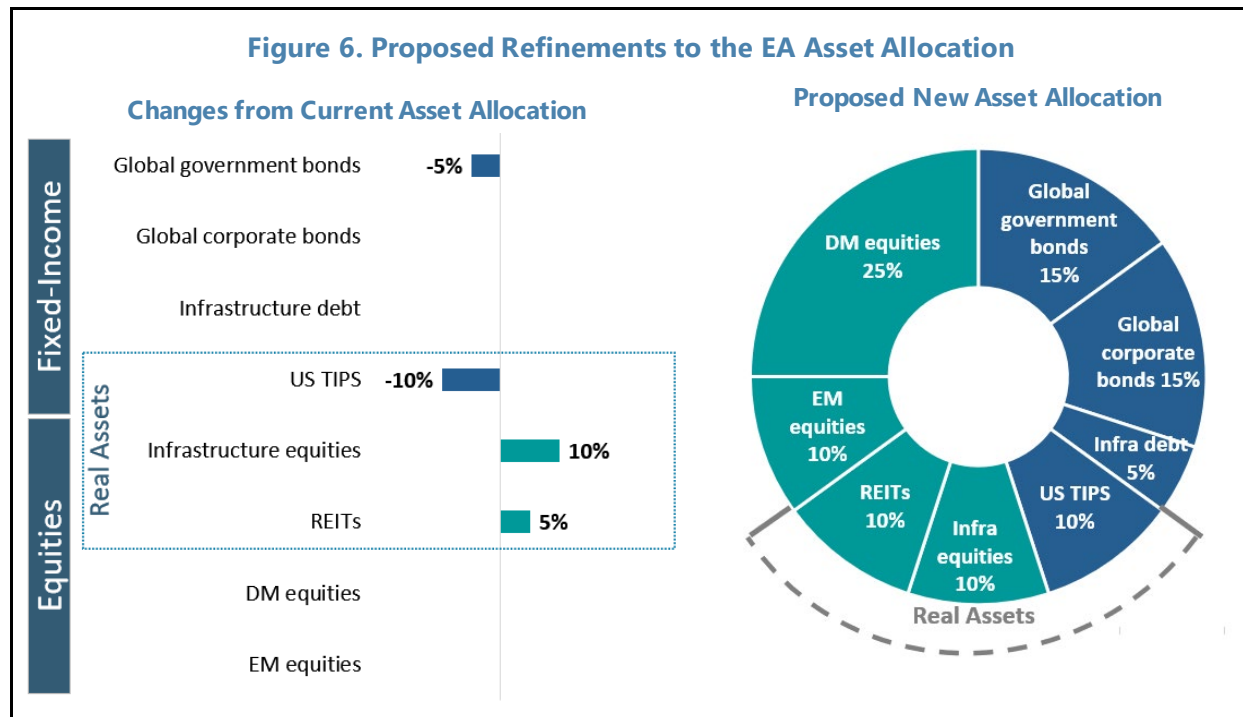 Figure 6. Proposed Refinements to the EA Asset Allocation
Changes from Current Asset Allocation
Fixed-Income
Equities
Real Assets
Global government bonds
-5%
Global corporate bonds
Infrastructure debt
US TIPS
-10%
Infrastructure equities
10%
REITs
5%
DM equities
EM equities
Proposed New Asset Allocation
Global
government
bonds
15%
Global
corporate
bonds 15%
Infra debt
5%
US TIPS
10%
Infra
equities
10%
REITs
10%
EM
equities
10%
DM equities
25%
Real Assets